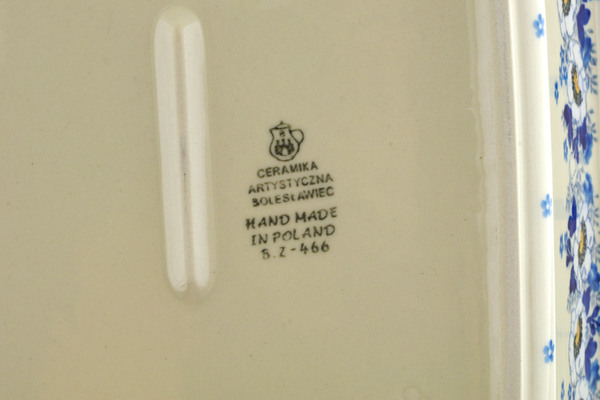 CERAMIKA
ARTYSTYCZNA
BOLESŁAWIEC
HAND MADE
IN POLAND
S.Z-466